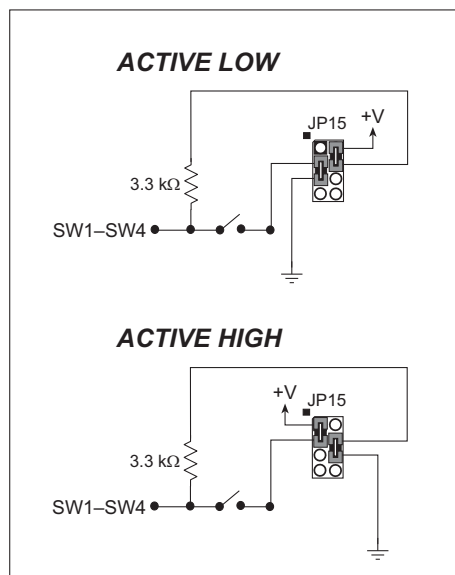 ACTIVE LOW
JP15
+V
3.3 kΩ
SW1–SW4
ACTIVE HIGH
+V
JP15
3.3 kΩ
SW1–SW4